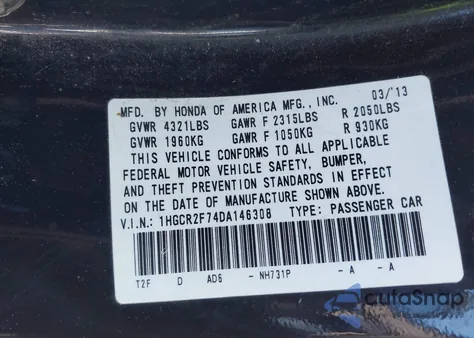 MFD. BY HONDA OF AMERICA MFG., INC. 03/'13
GVWR 4321LBS GAWR F 2315LBS R 2050LBS
GVWR 1960KG GAWR F 1050KG R 930KG
THIS VEHICLE CONFORMS TO ALL APPLICABLE
FEDERAL MOTOR VEHICLE SAFETY, BUMPER,
AND THEFT PREVENTION STANDARDS IN EFFECT
ON THE DATE OF MANUFACTURE SHOWN ABOVE.
V.I.N.: 1HGCR2F74DA146308 TYPE: PASSENGER CAR
T2F D AD6 - NH731P - A - A
cutaSnap